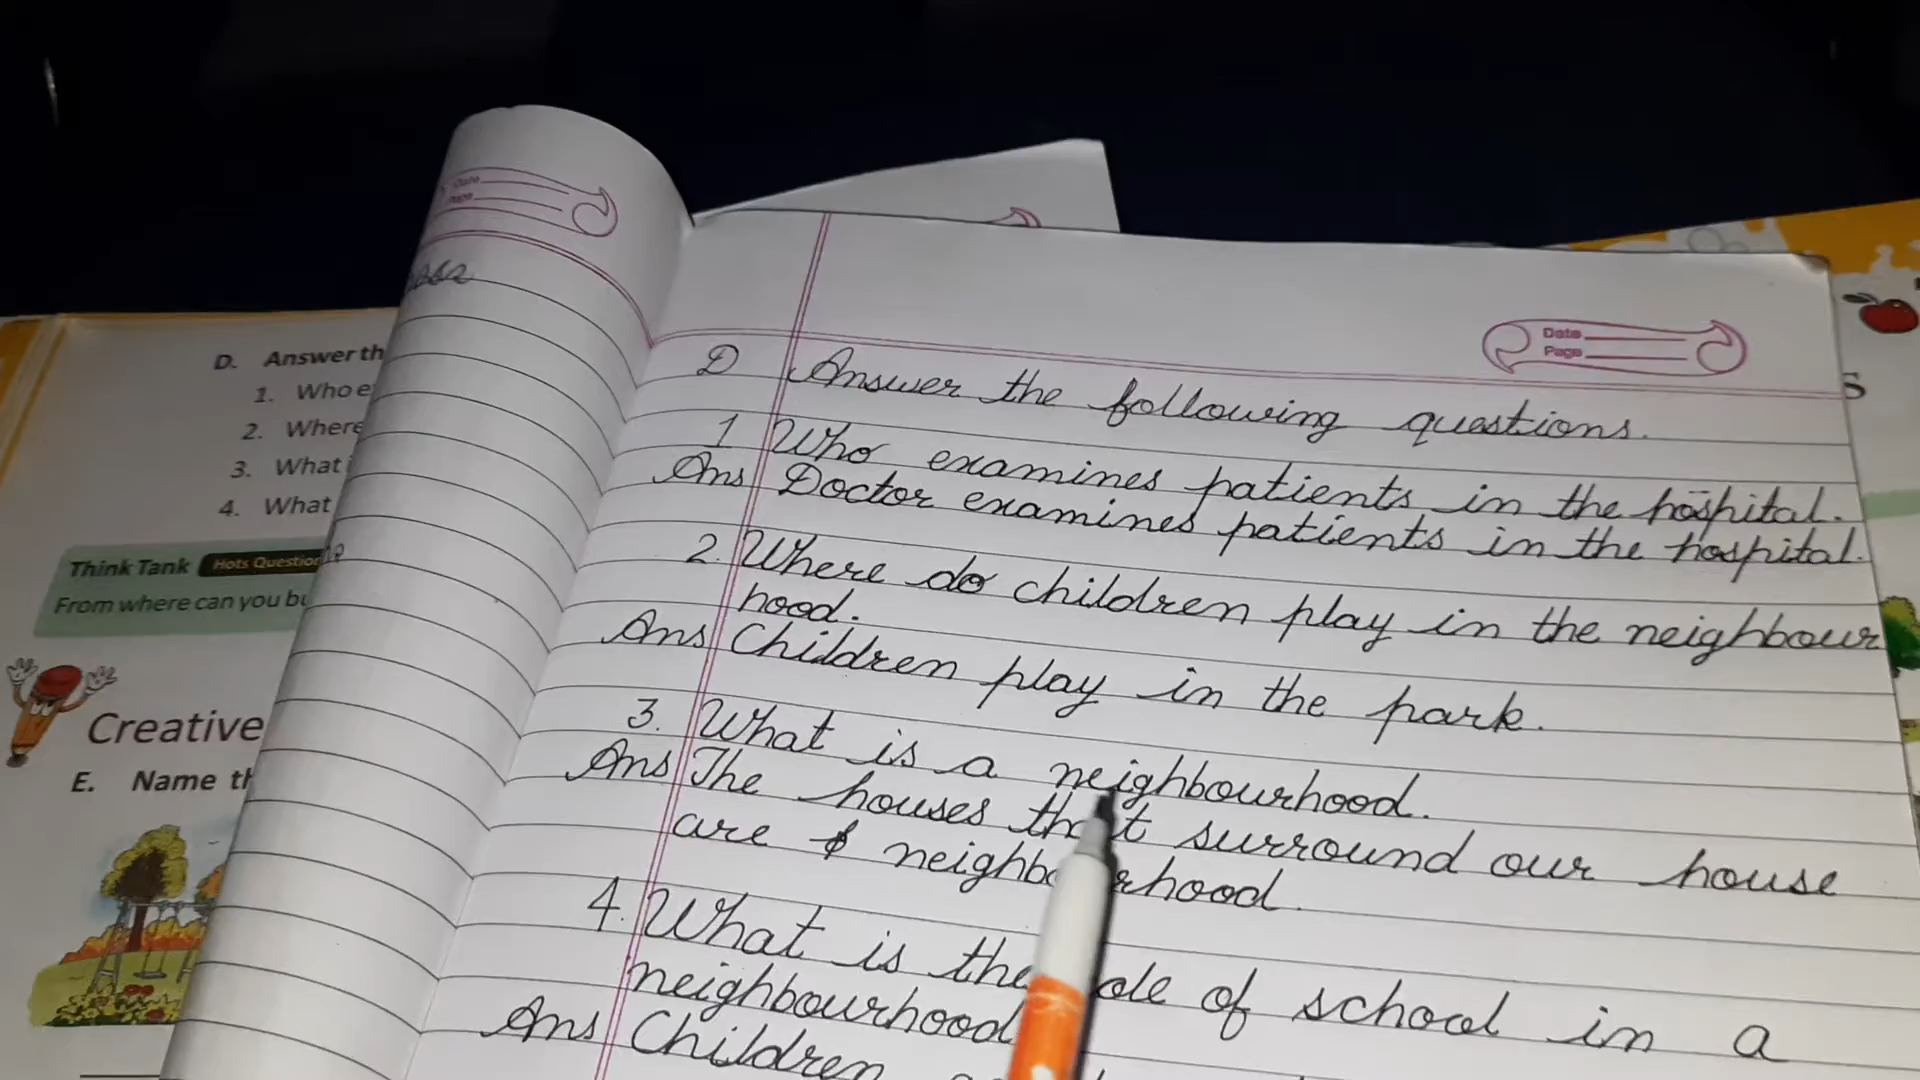 Date
Page
D. Answer th
1. Who e
2. Where
3. What i
4. What
Think Tank Hots Question
From where can you bu
Creative
E. Name th
Date
Page
D Answer the following questions.
1 Who examines patients in the hospital.
Ans Doctor examines patients in the hospital.
2. Where do children play in the neighbour
hood.
Ans Children play in the park.
3. What is a neighbourhood.
Ans The houses that surround our house
are neighbourhood.
4. What is the role of school in a
neighbourhood
Ans Children
S